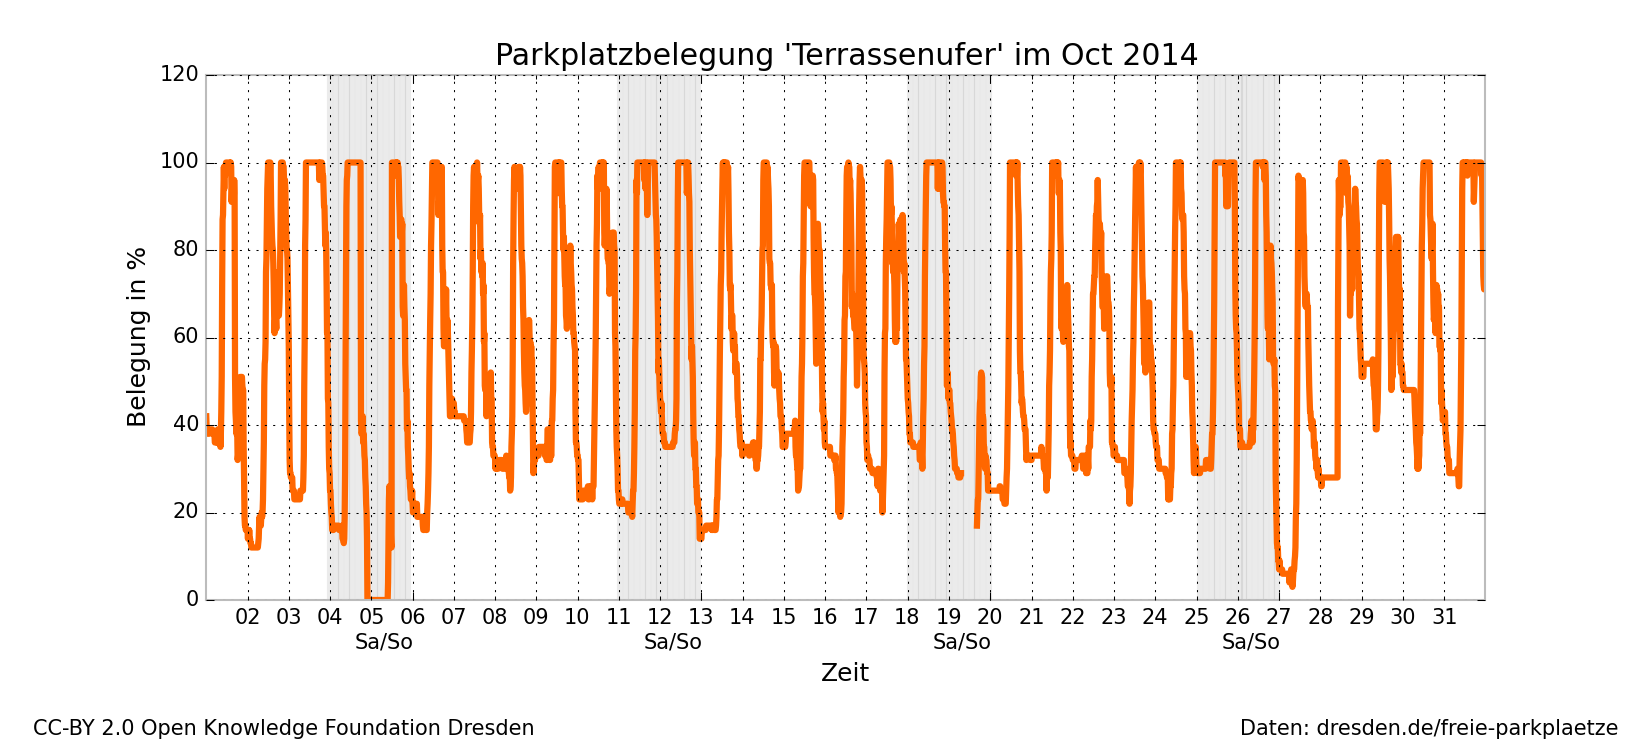 Parkplatzbelegung 'Terrassenufer' im Oct 2014
120
100
80
60
40
20
0
Belegung in %
02 03 04 05 06 07 08 09 10 11 12 13 14 15 16 17 18 19 20 21 22 23 24 25 26 27 28 29 30 31
Sa/So Sa/So Sa/So Sa/So
Zeit
CC-BY 2.0 Open Knowledge Foundation Dresden
Daten: dresden.de/freie-parkplaetze